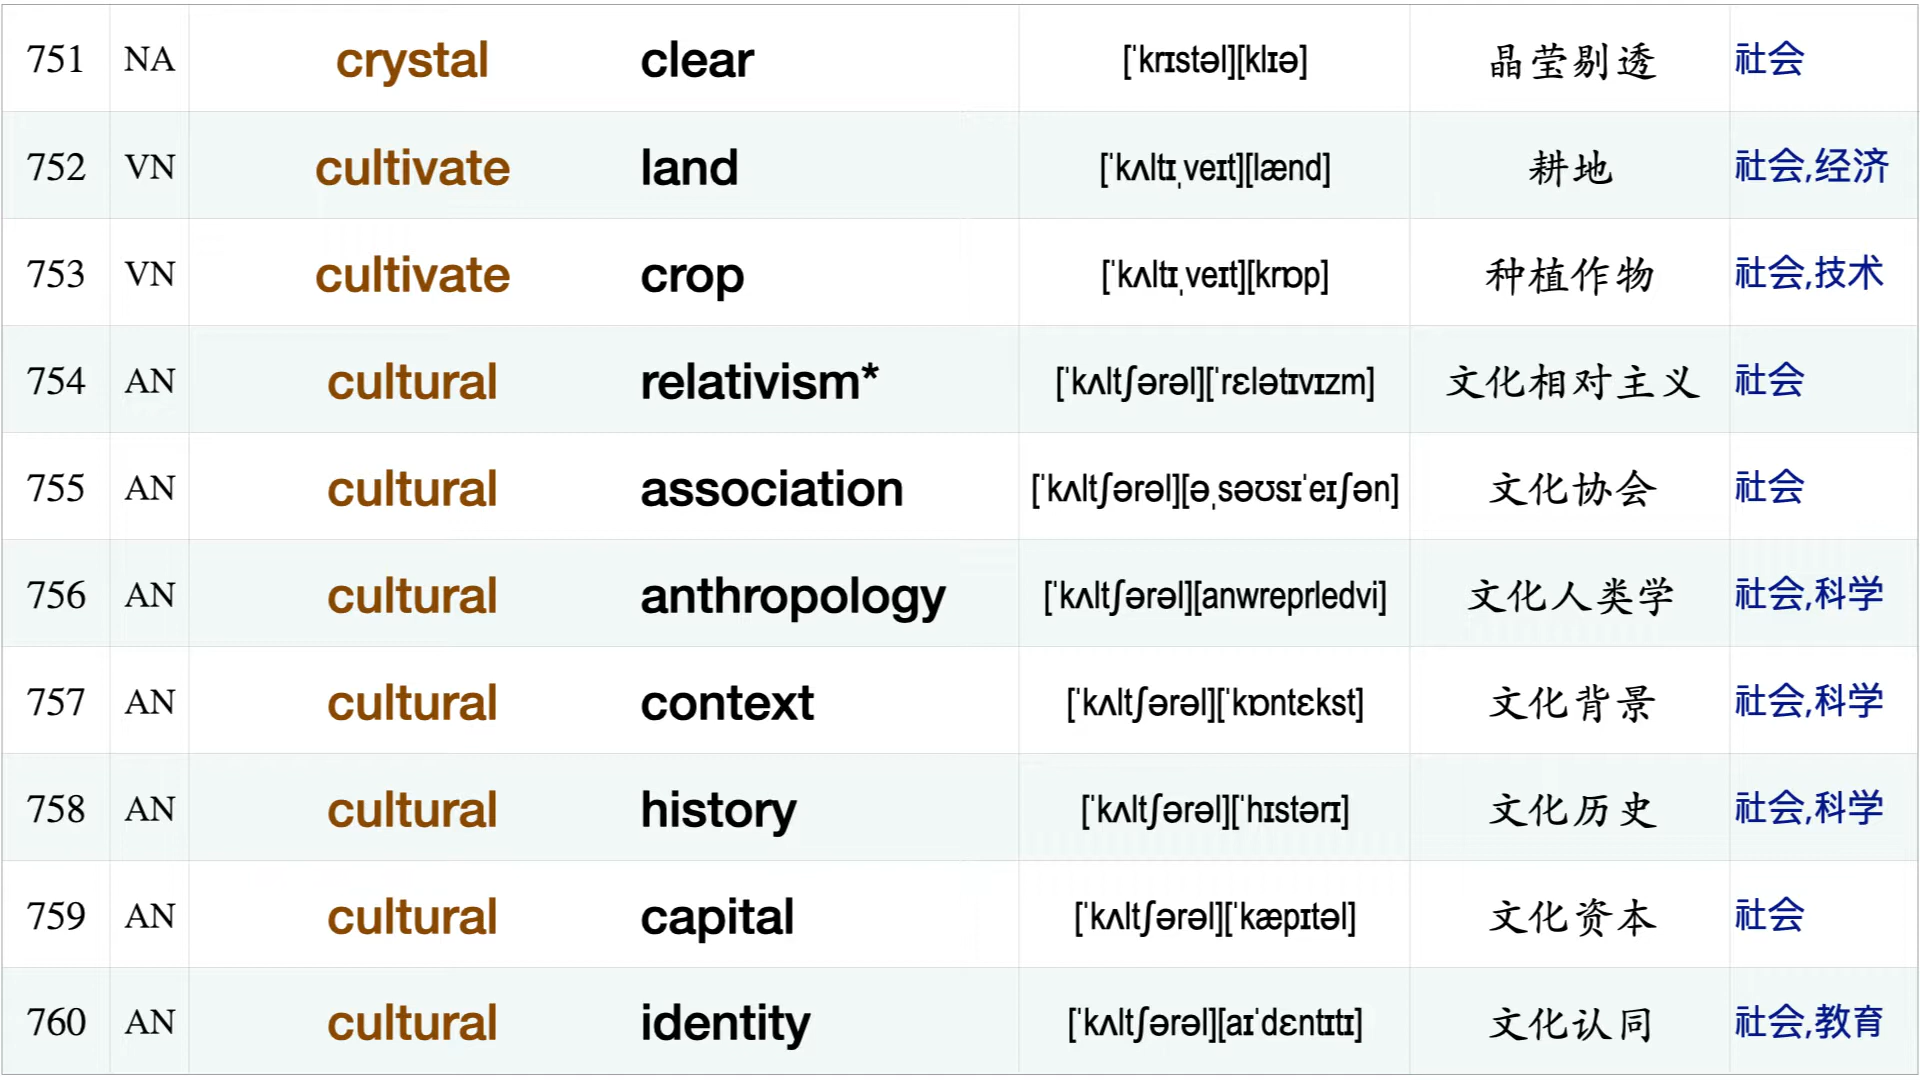 751 NA crystal clear [ˈkrɪstəl][klɪə] 晶莹剔透 社会
752 VN cultivate land [ˈkʌltɪˌveɪt][lænd] 耕地 社会,经济
753 VN cultivate crop [ˈkʌltɪˌveɪt][krɒp] 种植作物 社会,技术
754 AN cultural relativism* [ˈkʌltʃərəl][ˈrɛlətɪvɪzm] 文化相对主义 社会
755 AN cultural association [ˈkʌltʃərəl][əˌsəʊsɪˈeɪʃən] 文化协会 社会
756 AN cultural anthropology [ˈkʌltʃərəl][anwreprledvi] 文化人类学 社会,科学
757 AN cultural context [ˈkʌltʃərəl][ˈkɒntɛkst] 文化背景 社会,科学
758 AN cultural history [ˈkʌltʃərəl][ˈhɪstərɪ] 文化历史 社会,科学
759 AN cultural capital [ˈkʌltʃərəl][ˈkæpɪtəl] 文化资本 社会
760 AN cultural identity [ˈkʌltʃərəl][aɪˈdɛntɪtɪ] 文化认同 社会,教育